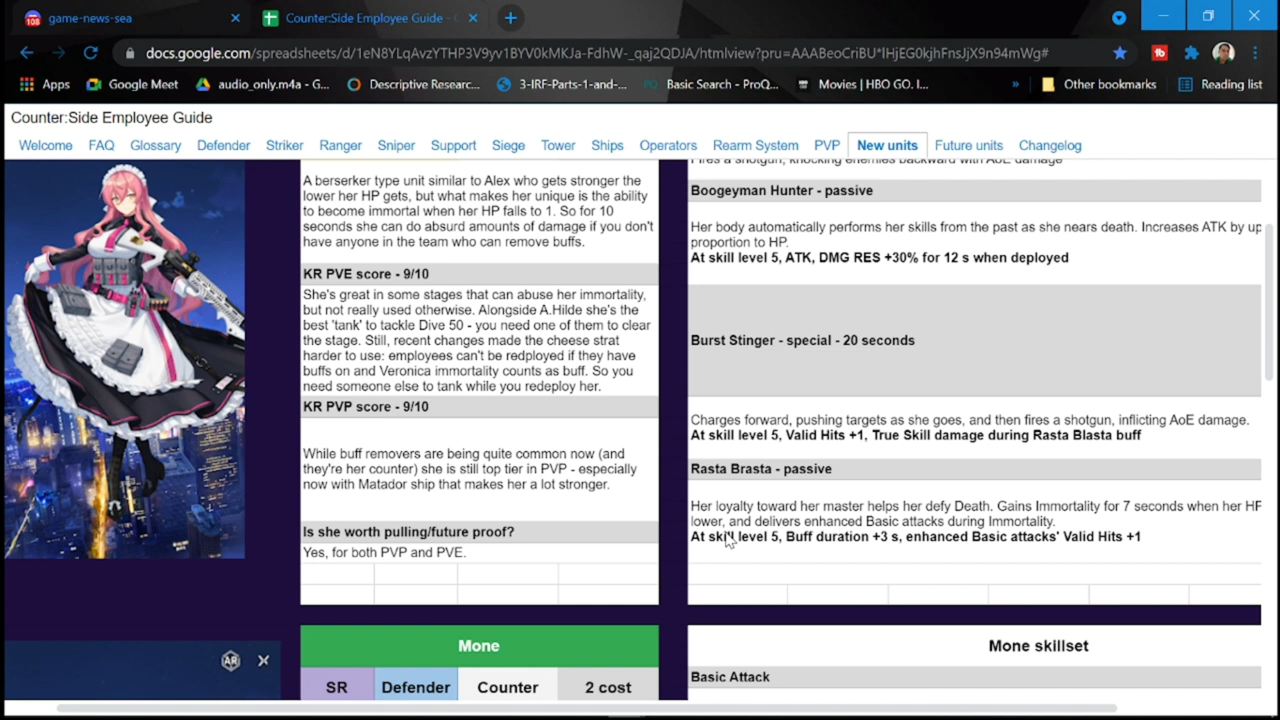 108
game-news-sea
Counter:Side Employee Guide - G
docs.google.com/spreadsheets/d/1eN8YLqAvzYTHP3V9yv1BYV0kMKJa-FdhW-_qaj2QDJA/htmlview?pru=AAABeoCriBU*IHjEG0kjhFnsJjX9n94mWg#
Apps
Google Meet
audio_only.m4a - G...
Descriptive Researc...
3-IRF-Parts-1-and-...
Basic Search - ProQ...
Movies | HBO GO. I...
»
Other bookmarks
Reading list
Counter:Side Employee Guide
Welcome FAQ Glossary Defender Striker Ranger Sniper Support Siege Tower Ships Operators Rearm System PVP New units Future units Changelog
A berserker type unit similar to Alex who gets stronger the
lower her HP gets, but what makes her unique is the ability
to become immortal when her HP falls to 1. So for 10
seconds she can do absurd amounts of damage if you don't
have anyone in the team who can remove buffs.
KR PVE score - 9/10
She's great in some stages that can abuse her immortality,
but not really used otherwise. Alongside A.Hilde she's the
best 'tank' to tackle Dive 50 - you need one of them to clear
the stage. Still, recent changes made the cheese strat
harder to use: employees can't be redployed if they have
buffs on and Veronica immortality counts as buff. So you
need someone else to tank while you redeploy her.
KR PVP score - 9/10
While buff removers are being quite common now (and
they're her counter) she is still top tier in PVP - especially
now with Matador ship that makes her a lot stronger.
Is she worth pulling/future proof?
Yes, for both PVP and PVE.
Fires a shotgun, knocking enemies backward with AoE damage
Boogeyman Hunter - passive
Her body automatically performs her skills from the past as she nears death. Increases ATK by up
proportion to HP.
At skill level 5, ATK, DMG RES +30% for 12 s when deployed
Burst Stinger - special - 20 seconds
Charges forward, pushing targets as she goes, and then fires a shotgun, inflicting AoE damage.
At skill level 5, Valid Hits +1, True Skill damage during Rasta Blasta buff
Rasta Brasta - passive
Her loyalty toward her master helps her defy Death. Gains Immortality for 7 seconds when her HF
lower, and delivers enhanced Basic attacks during Immortality.
At skill level 5, Buff duration +3 s, enhanced Basic attacks' Valid Hits +1
AR
Mone
SR Defender Counter 2 cost
Mone skillset
Basic Attack